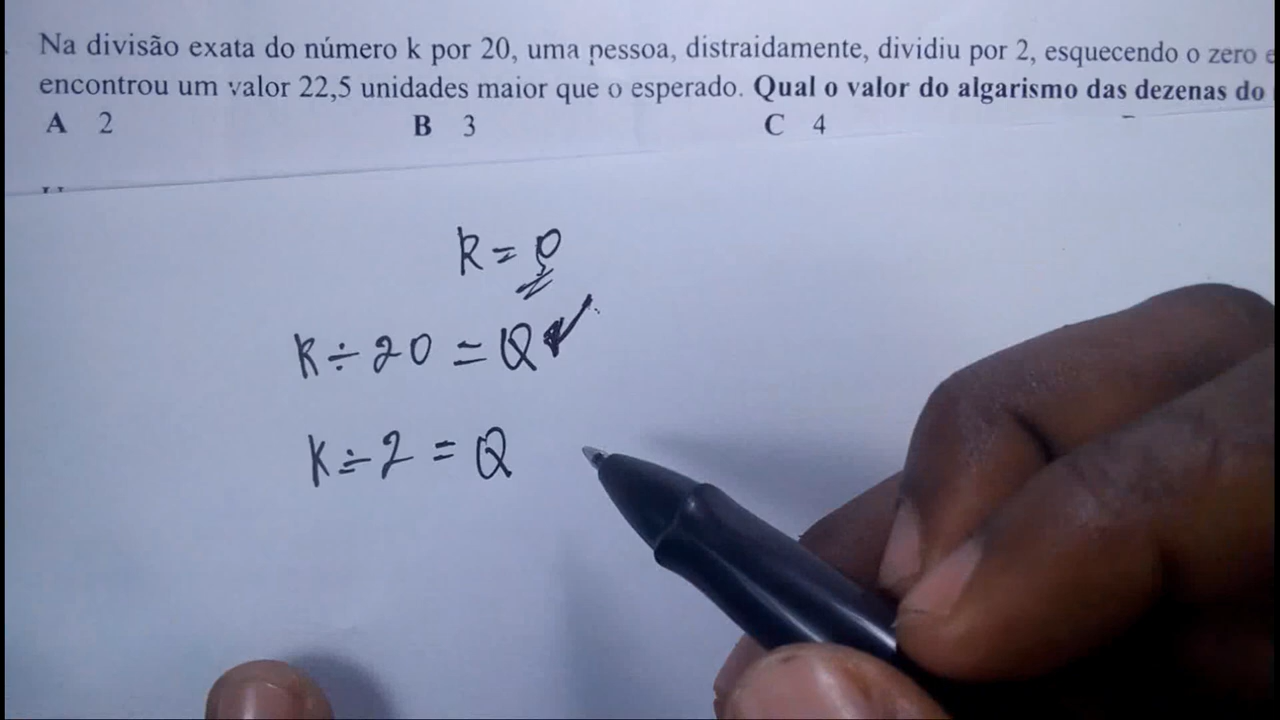 Na divisão exata do número k por 20, uma pessoa, distraidamente, dividiu por 2, esquecendo o zero e
encontrou um valor 22,5 unidades maior que o esperado. Qual o valor do algarismo das dezenas do
A 2 B 3 C 4
k = ?
k ÷ 20 = Q
k ÷ 2 = Q